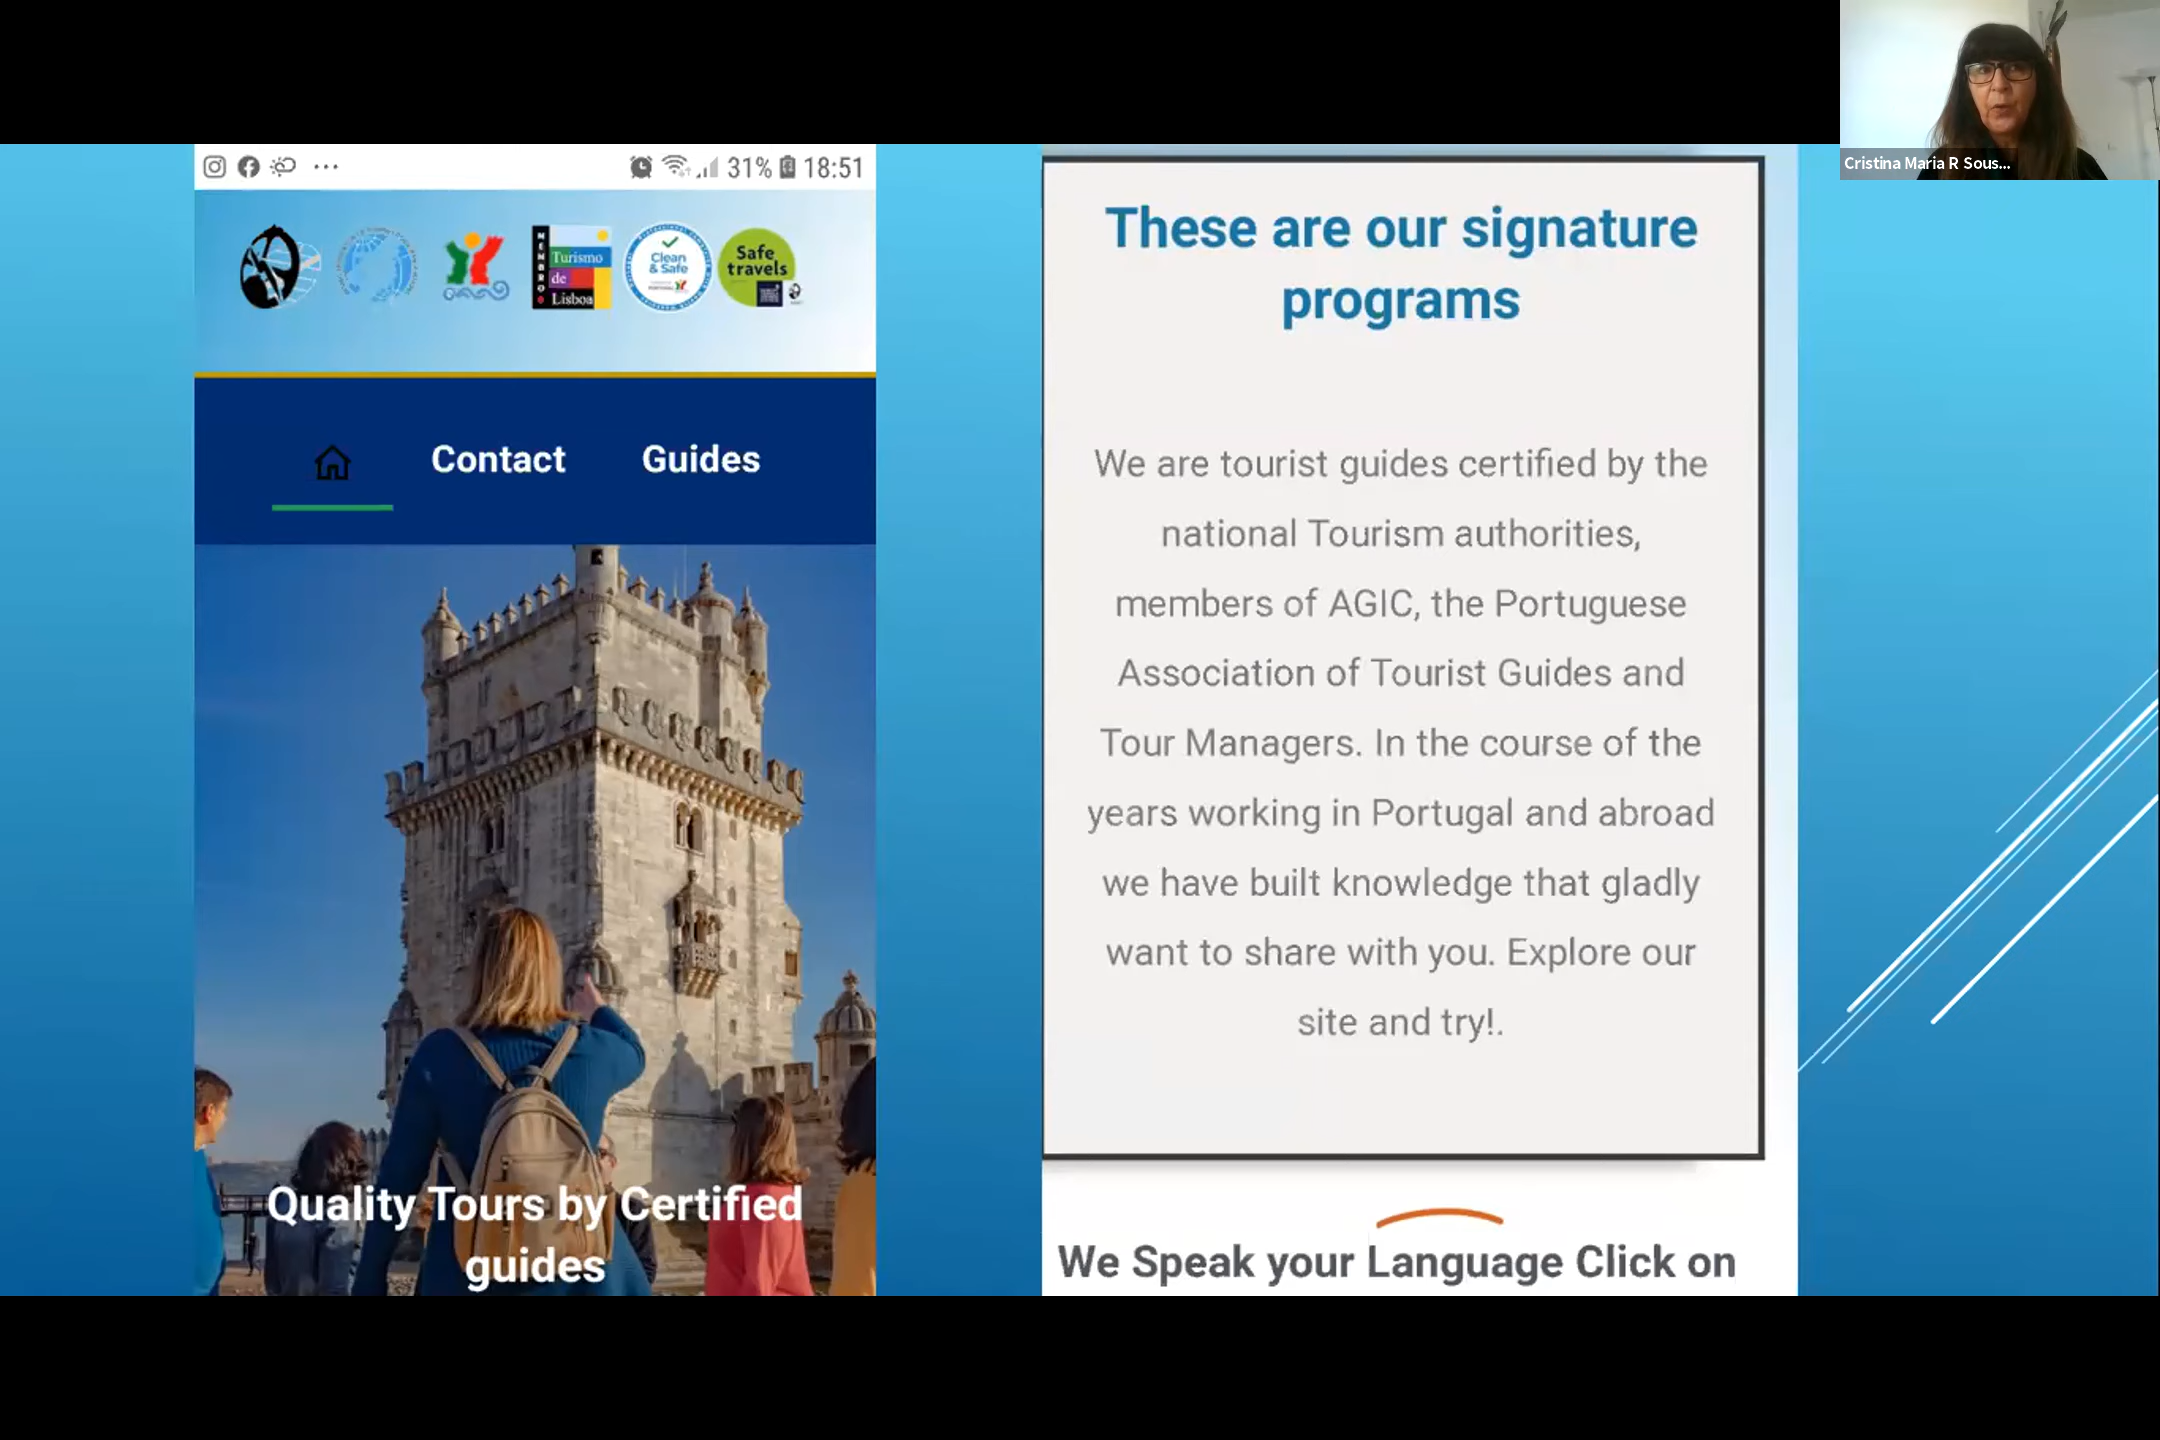 Cristina Maria R Sous...
31% 18:51
MEMBRO
Turismo
de
Lisboa
Clean
& Safe
Safe
travels
Contact Guides
Quality Tours by Certified
guides
These are our signature
programs
We are tourist guides certified by the
national Tourism authorities,
members of AGIC, the Portuguese
Association of Tourist Guides and
Tour Managers. In the course of the
years working in Portugal and abroad
we have built knowledge that gladly
want to share with you. Explore our
site and try!.
We Speak your Language Click on